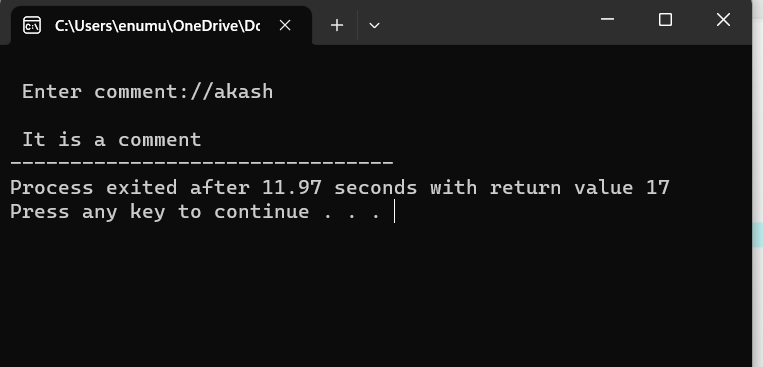 C:\Users\enumu\OneDrive\Dc
Enter comment://akash
It is a comment
--------------------------------
Process exited after 11.97 seconds with return value 17
Press any key to continue . . .